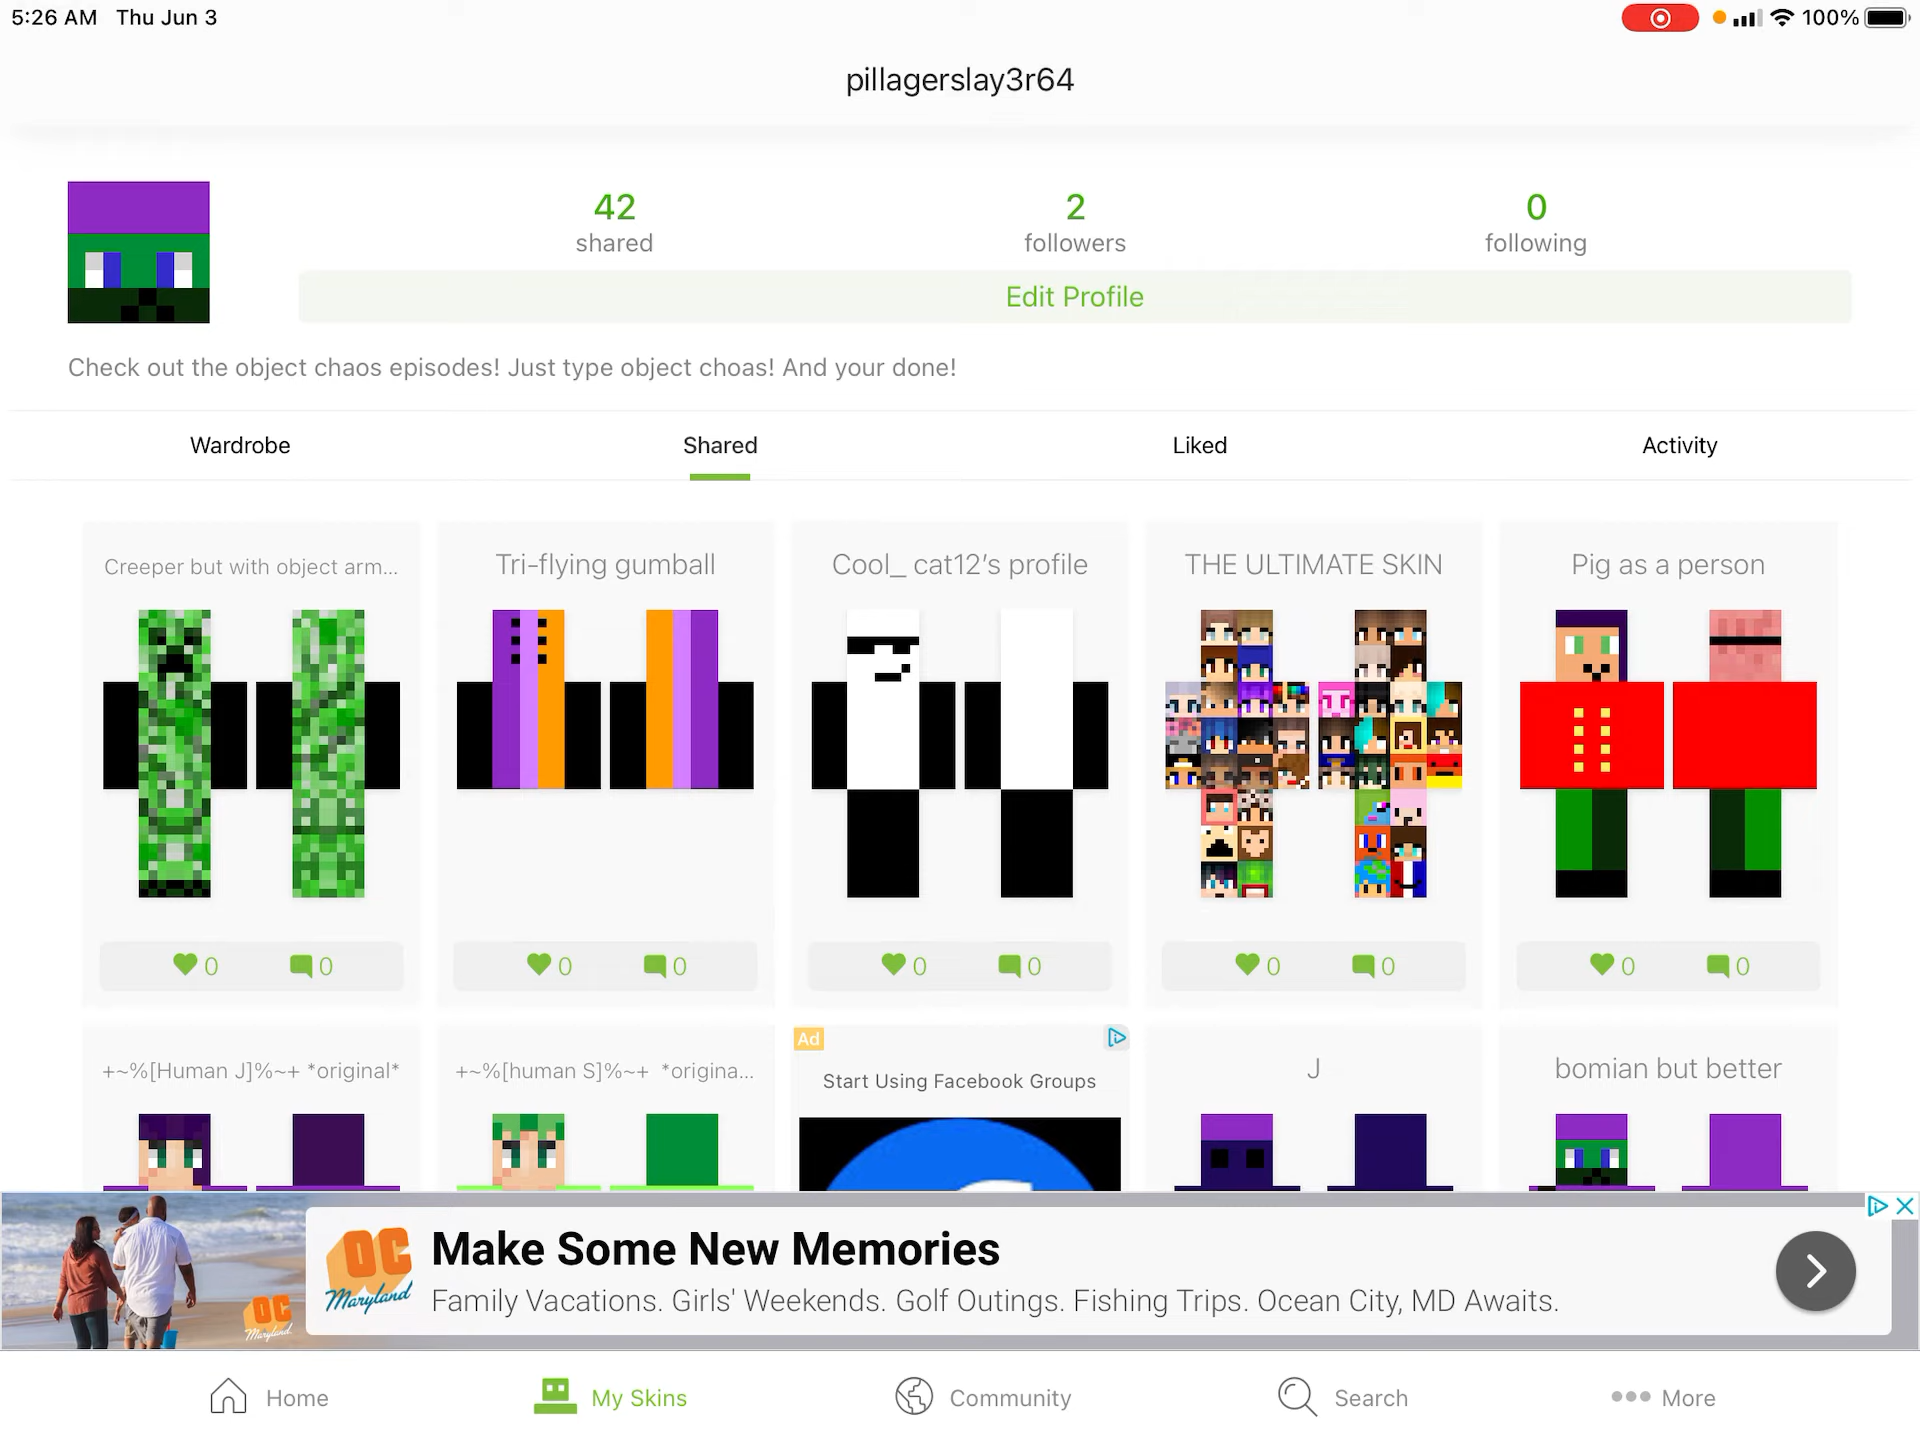 5:26 AM Thu Jun 3
100%
pillagerslay3r64
42
shared
2
followers
0
following
Edit Profile
Check out the object chaos episodes! Just type object choas! And your done!
Wardrobe
Shared
Liked
Activity
Creeper but with object arm...
Tri-flying gumball
Cool_ cat12’s profile
THE ULTIMATE SKIN
Pig as a person
0 0
0 0
0 0
0 0
0 0
+~%[Human J]%~+ *original*
+~%[human S]%~+ *origina...
Ad
Start Using Facebook Groups
J
bomian but better
OC
Maryland
OC
Maryland
Make Some New Memories
Family Vacations. Girls' Weekends. Golf Outings. Fishing Trips. Ocean City, MD Awaits.
Home
My Skins
Community
Search
More